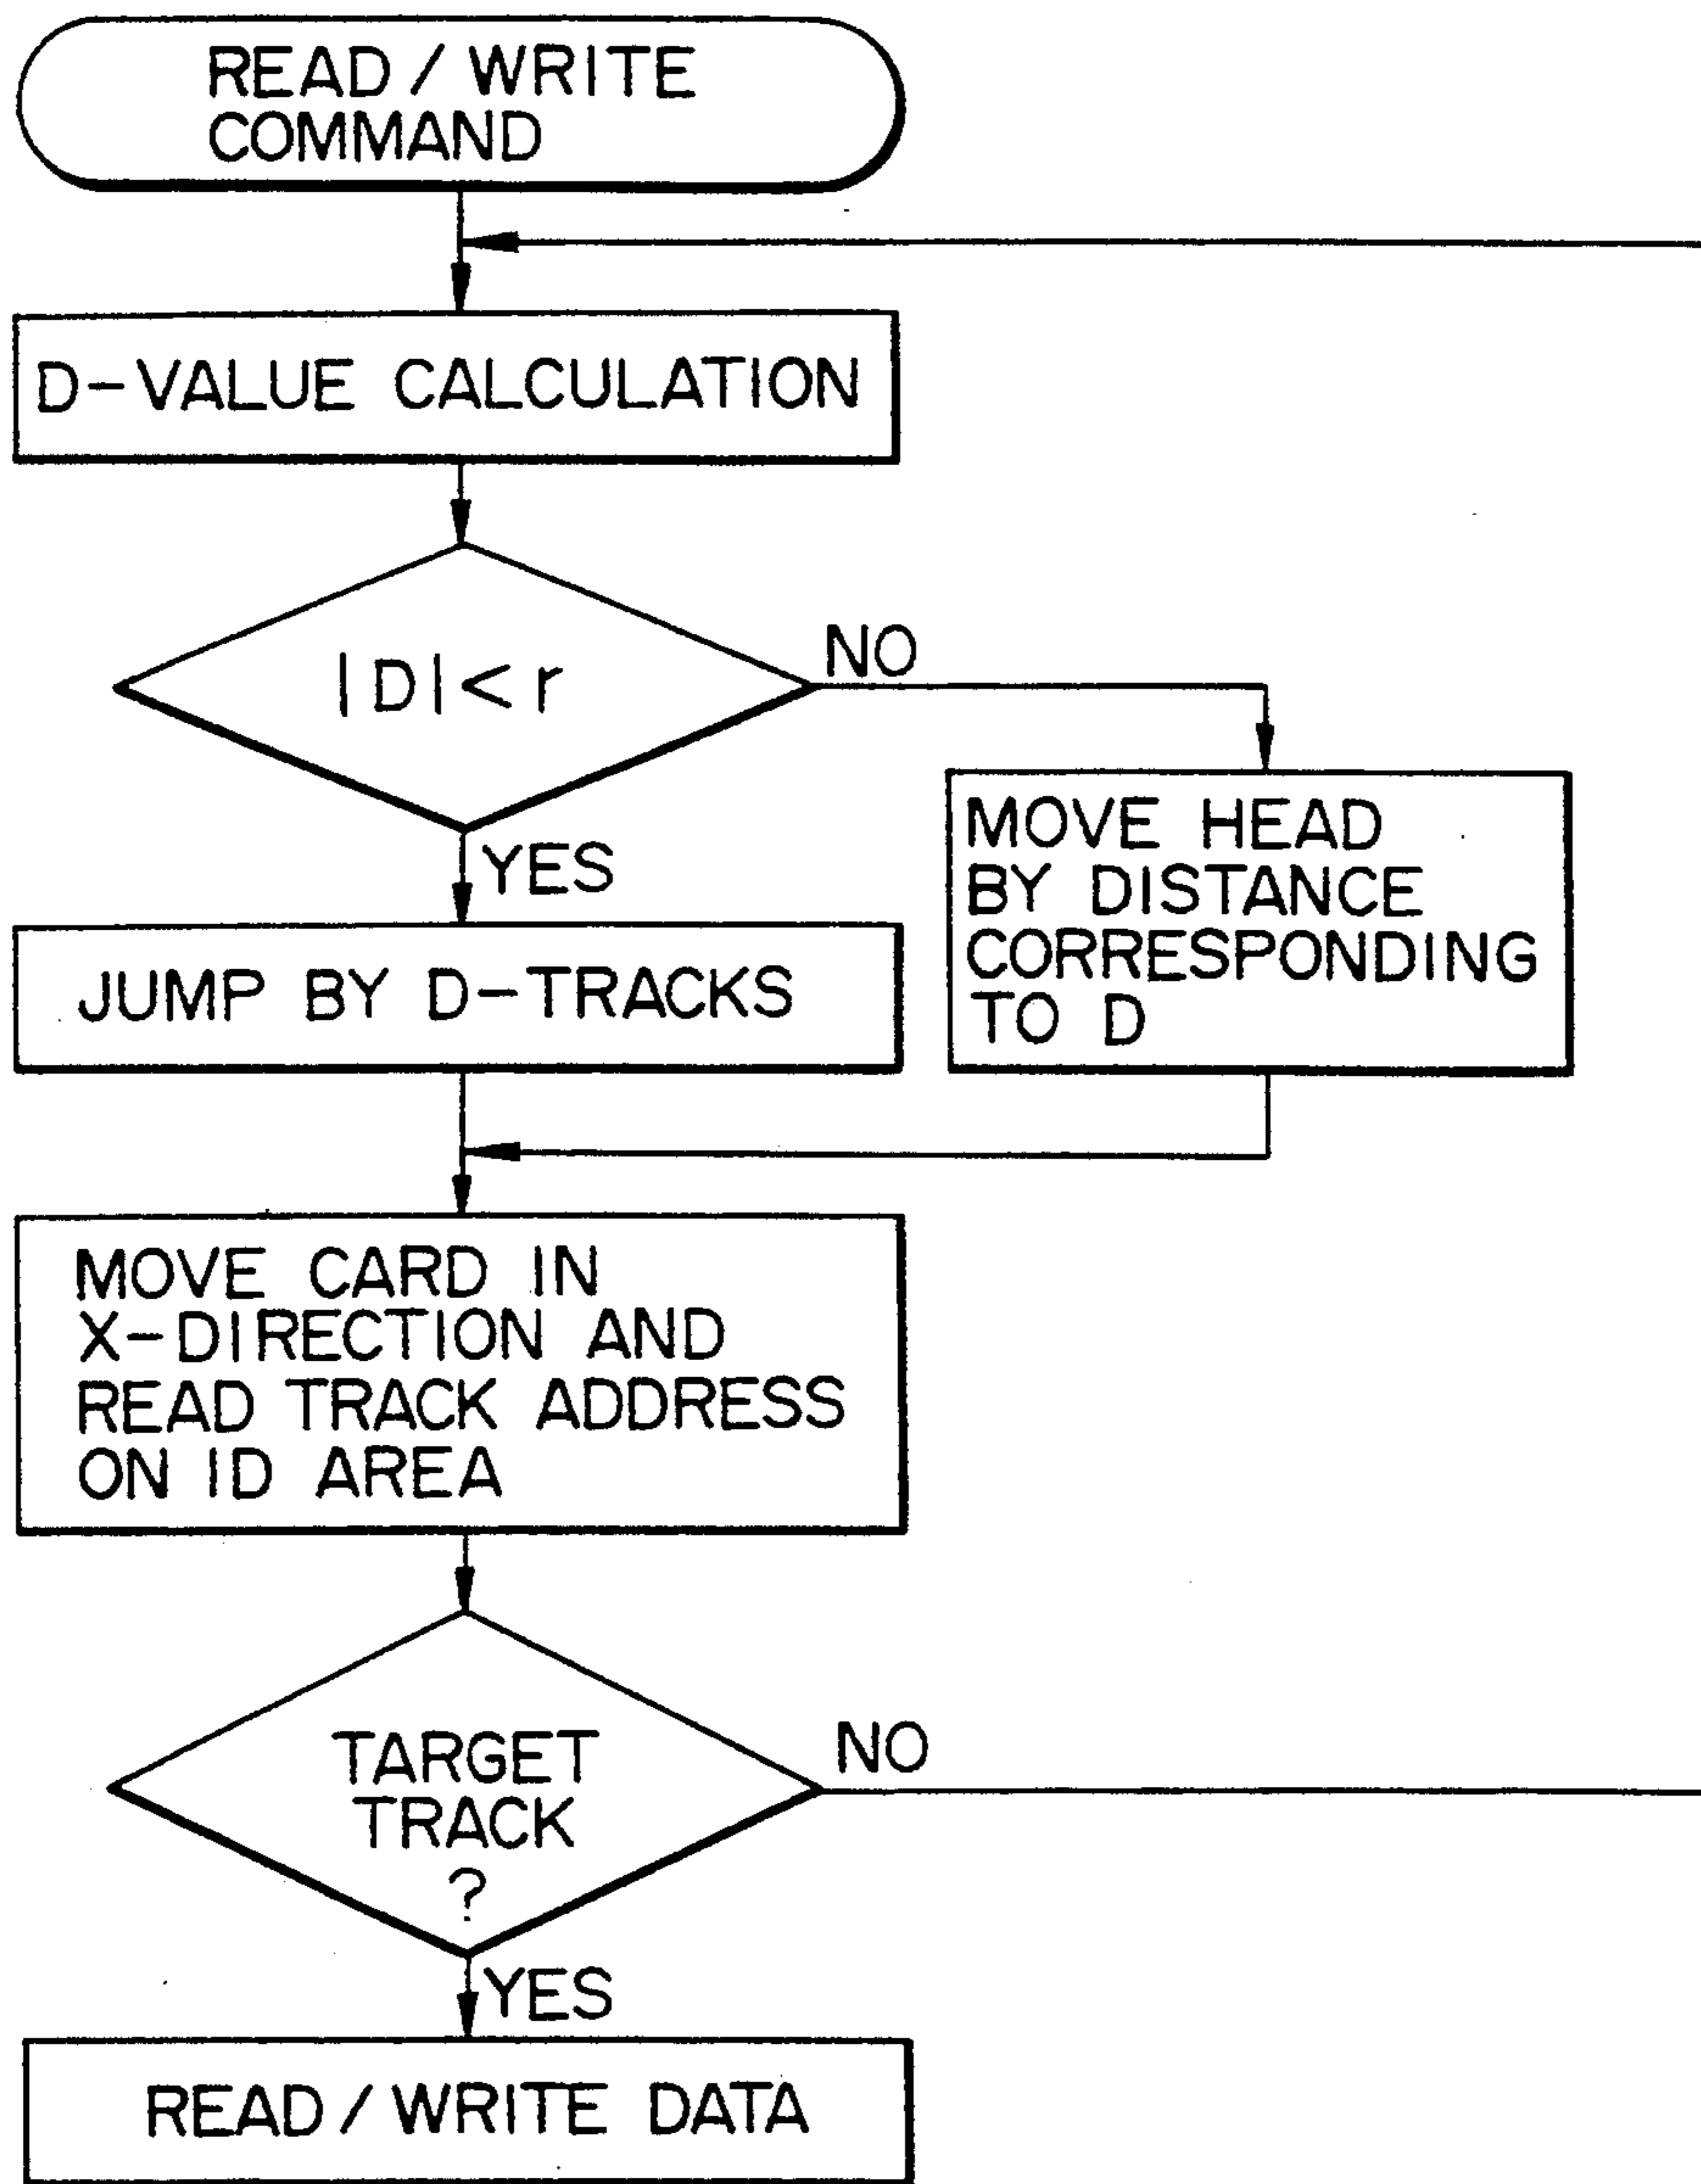 READ / WRITE
COMMAND
D-VALUE CALCULATION
|D|<r
NO
YES
MOVE HEAD
BY DISTANCE
CORRESPONDING
TO D
JUMP BY D-TRACKS
MOVE CARD IN
X-DIRECTION AND
READ TRACK ADDRESS
ON ID AREA
TARGET
TRACK
?
NO
YES
READ / WRITE DATA